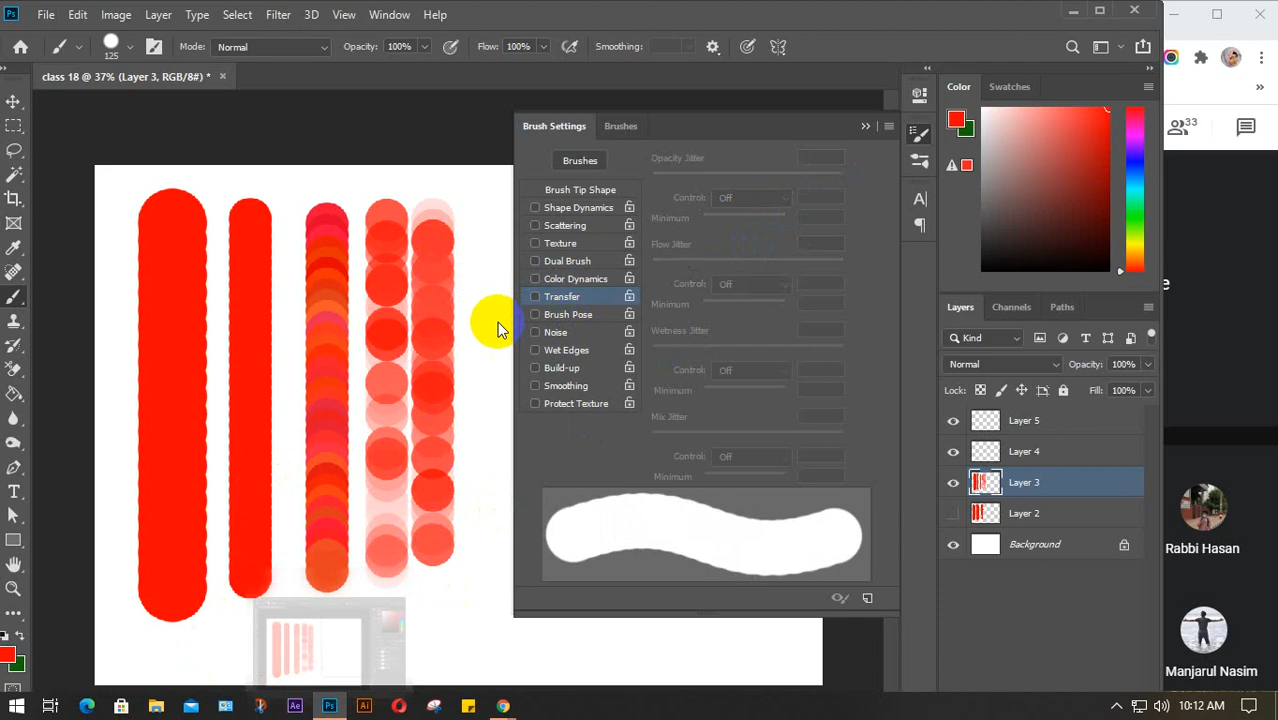 Ps File Edit Image Layer Type Select Filter 3D View Window Help
125 Mode: Normal Opacity: 100% Flow: 100% Smoothing:
class 18 @ 37% (Layer 3, RGB/8#) *
Brush Settings Brushes
Brushes
Brush Tip Shape
Shape Dynamics
Scattering
Texture
Dual Brush
Color Dynamics
Transfer
Brush Pose
Noise
Wet Edges
Build-up
Smoothing
Protect Texture
Opacity Jitter
Control: Off
Minimum
Flow Jitter
Control: Off
Minimum
Wetness Jitter
Control: Off
Minimum
Mix Jitter
Control: Off
Minimum
Color Swatches
Layers Channels Paths
Kind
Normal Opacity: 100%
Lock: Fill: 100%
Layer 5
Layer 4
Layer 3
Layer 2
Background
33
e
Rabbi Hasan
Manjarul Nasim
Ae Ps Ai
10:12 AM